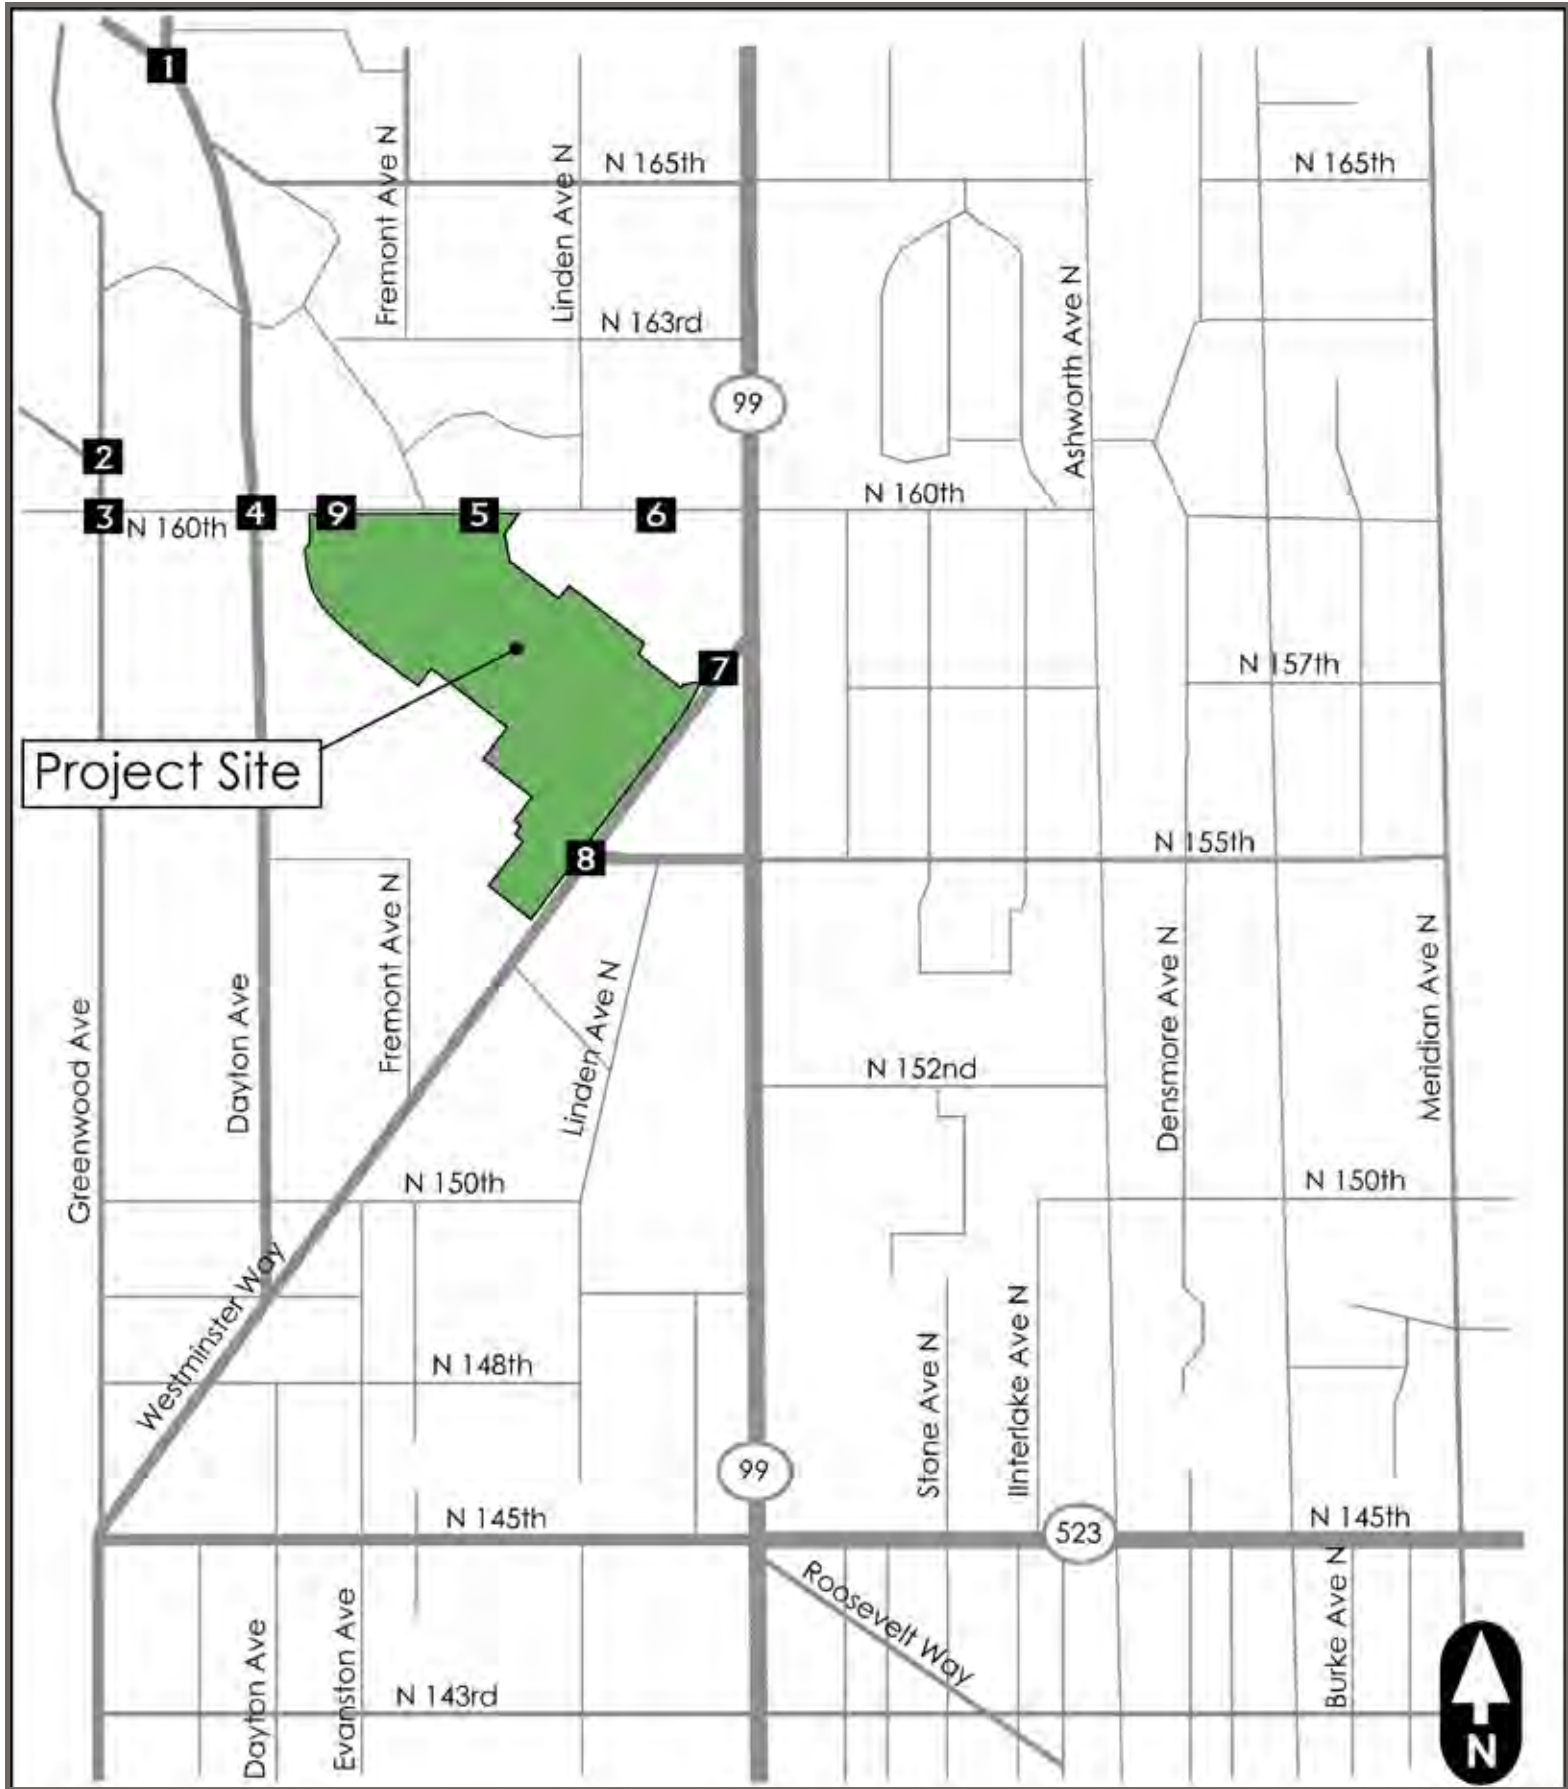 1
Fremont Ave N
Linden Ave N
N 165th
N 165th
N 163rd
Ashworth Ave N
99
2
N 160th
3
N 160th
4
9
5
6
7
N 157th
Project Site
8
N 155th
Greenwood Ave
Dayton Ave
Fremont Ave N
Linden Ave N
Densmore Ave N
Meridian Ave N
N 152nd
N 150th
N 150th
Westminster Way
N 148th
Stone Ave N
IInterlake Ave N
99
N 145th
523
N 145th
Roosevelt Way
Dayton Ave
Evanston Ave
N 143rd
Burke Ave N
N